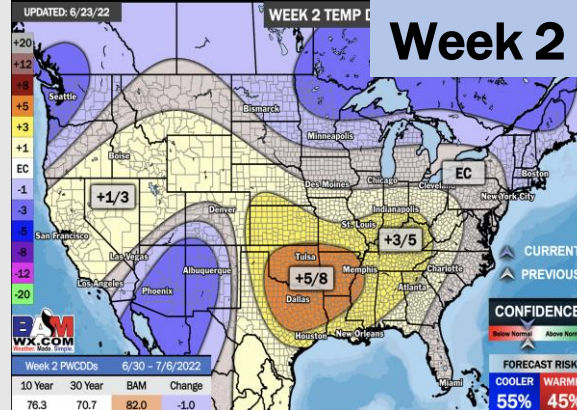 UPDATED: 6/23/22
WEEK 2 TEMP D
Week 2
+20
+12
+8
+5
+3
+1
EC
-1
-3
-5
-8
-12
-20
Seattle
Bismarck
Minneapolis
Boise
Des Moines
Chicago
Cleveland
EC
Boston
New York City
+1/3
Denver
Indianapolis
St. Louis
+3/5
San Francisco
Las Vegas
Albuquerque
Tulsa
Memphis
Charlotte
CURRENT
PREVIOUS
Los Angeles
Phoenix
+5/8
Dallas
Atlanta
Houston
New Orleans
Miami
CONFIDENCE
Below Normal
Above Norm
BAM
WX.COM
Weather. Made. Simple.
FORECAST RISK
COOLER WARME
55% 45%
Week 2 PWCDDs 6/30 – 7/6/2022
10 Year 30 Year BAM Change
76.3 70.7 82.0 -1.0